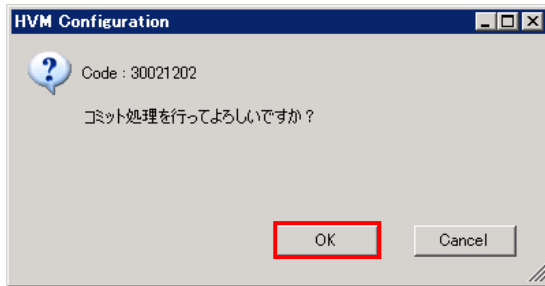 HVM Configuration
Code : 30021202
コミット処理を行ってよろしいですか？
OK
Cancel